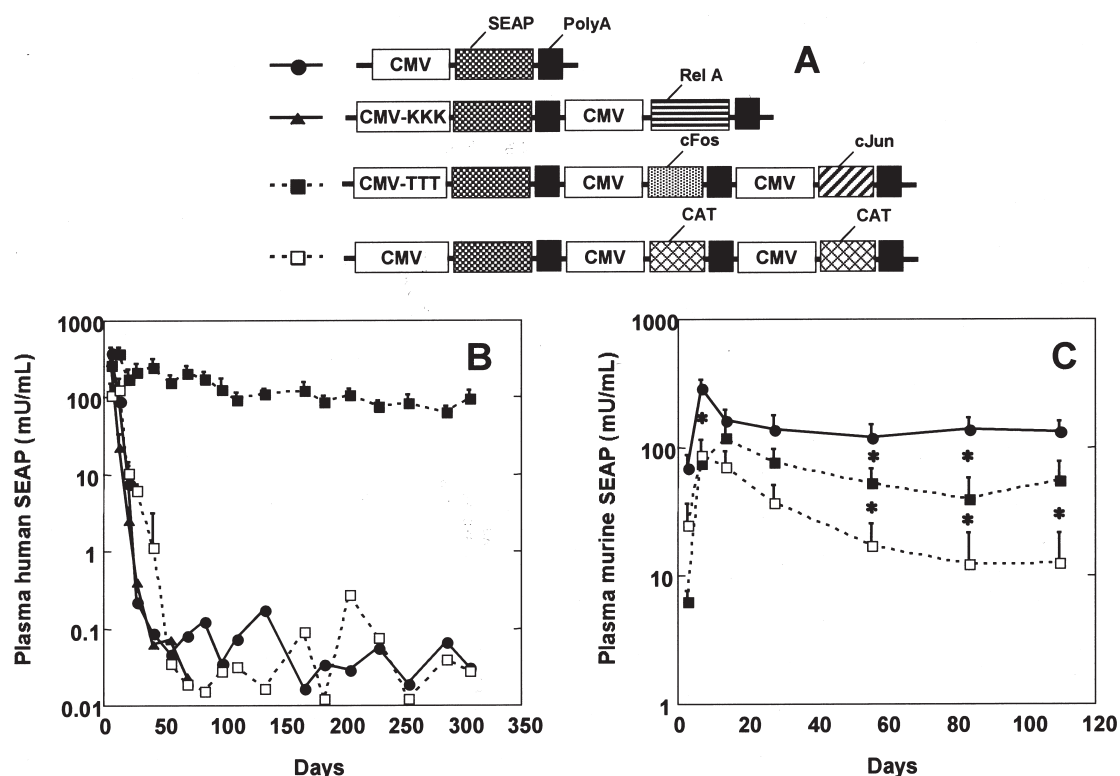 SEAP PolyA
A
CMV
Rel A
CMV-KKK CMV
cFos cJun
CMV-TTT CMV CMV
CAT CAT
CMV CMV CMV
B
Plasma human SEAP (mU/mL)
1000
100
10
1
0.1
0.01
0 50 100 150 200 250 300 350
Days
C
Plasma murine SEAP (mU/mL)
1000
100
10
1
* * *
* * *
0 20 40 60 80 100 120
Days